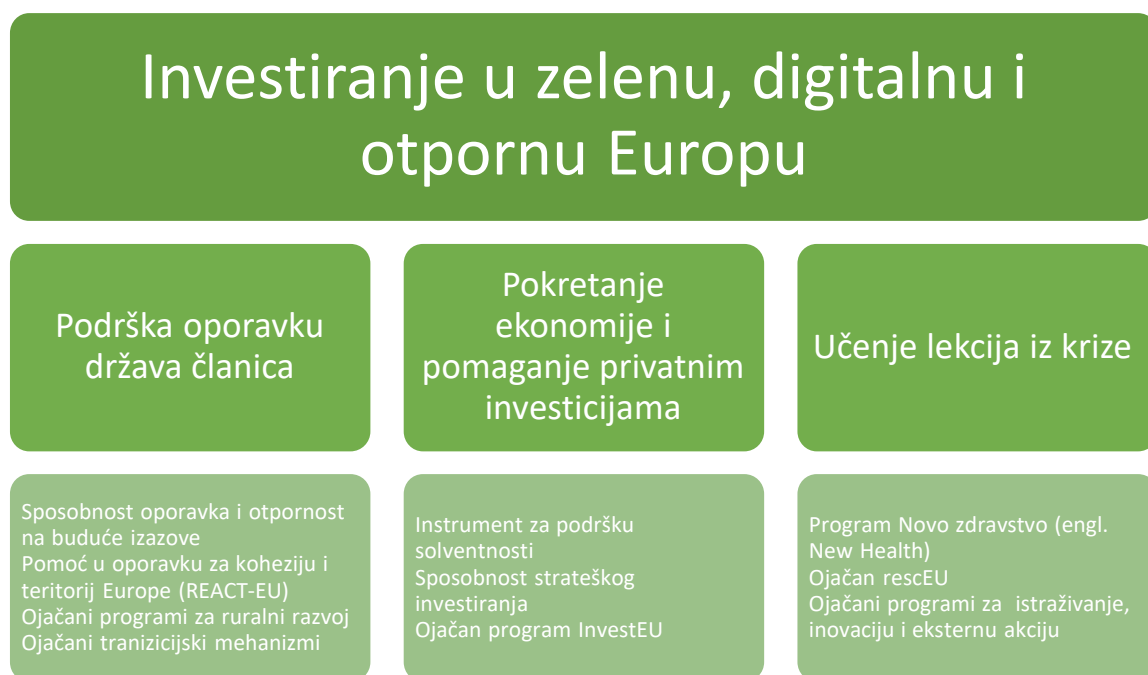 Investiranje u zelenu, digitalnu i
otpornu Europu
Podrška oporavku
država članica
Pokretanje
ekonomije i
pomaganje privatnim
investicijama
Učenje lekcija iz krize
Sposobnost oporavka i otpornost
na buduće izazove
Pomoć u oporavku za koheziju i
teritorij Europe (REACT-EU)
Ojačani programi za ruralni razvoj
Ojačani tranizicijski mehanizmi
Instrument za podršku
solventnosti
Sposobnost strateškog
investiranja
Ojačan program InvestEU
Program Novo zdravstvo (engl.
New Health)
Ojačan rescEU
Ojačani programi za  istraživanje,
inovaciju i eksternu akciju